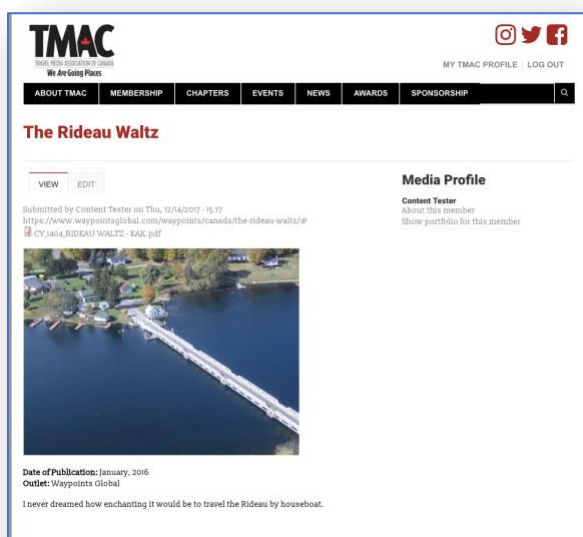 TMAC
TRAVEL MEDIA ASSOCIATION OF CANADA
We Are Going Places
MY TMAC PROFILE LOG OUT
ABOUT TMAC MEMBERSHIP CHAPTERS EVENTS NEWS AWARDS SPONSORSHIP
The Rideau Waltz
VIEW EDIT
Submitted by Content Tester on Thu, 12/14/2017 - 15:17
https://www.waypointsglobal.com/waypoints/canada/the-rideau-waltz/
CY_1404_RIDEAU WALTZ - EAK.pdf
Media Profile
Content Tester
About this member
Show portfolio for this member
Date of Publication: January, 2016
Outlet: Waypoints Global
I never dreamed how enchanting it would be to travel the Rideau by houseboat.